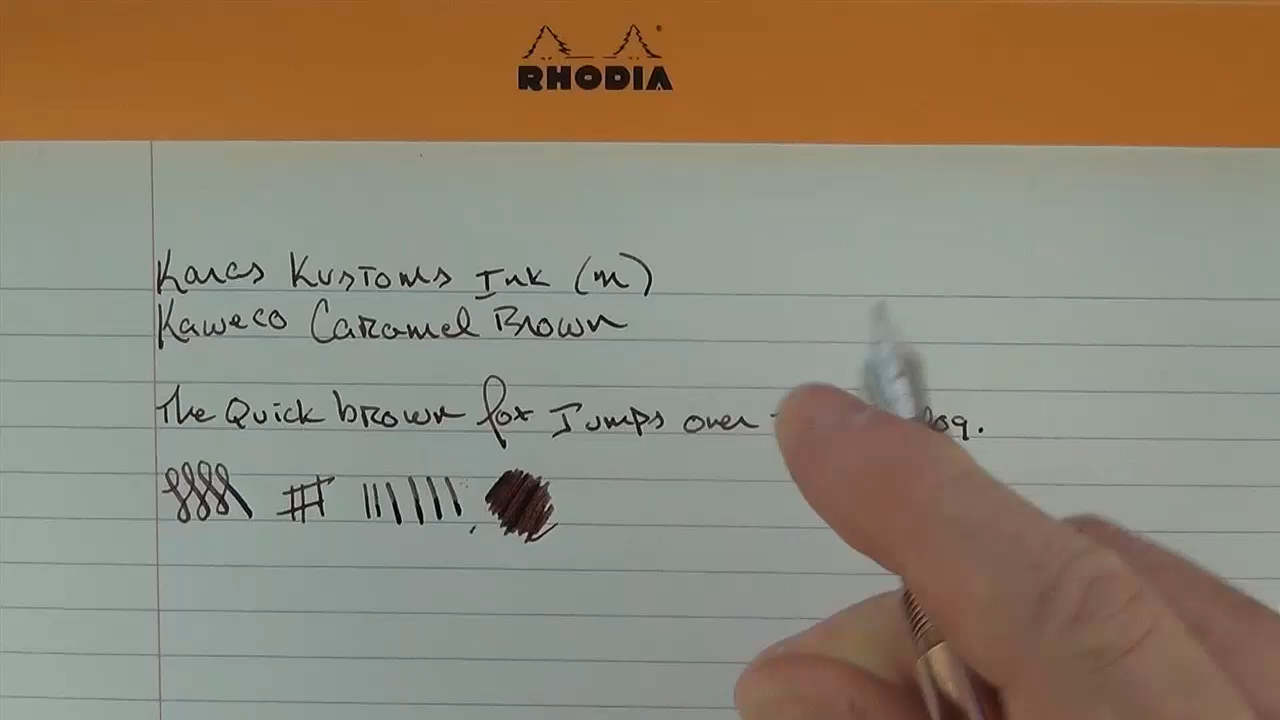 RHODIA
Karas Kustoms Ink (m)
Kaweco Caramel Brown
The Quick brown fox Jumps over